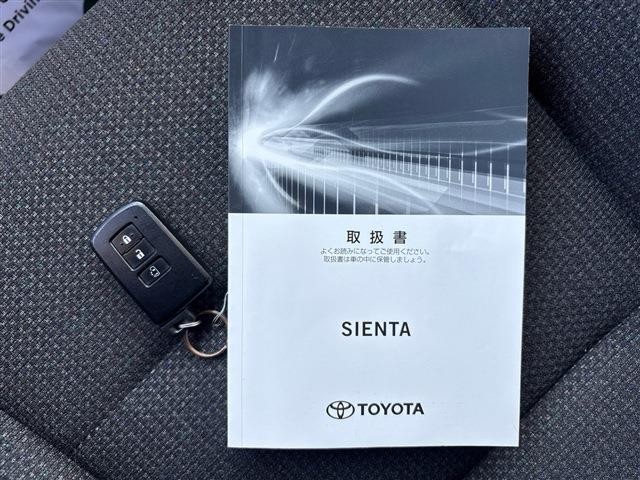 e Drivin
取扱書
よくお読みになってご使用ください。
取扱書は車の中に保管しましょう。
SIENTA
TOYOTA